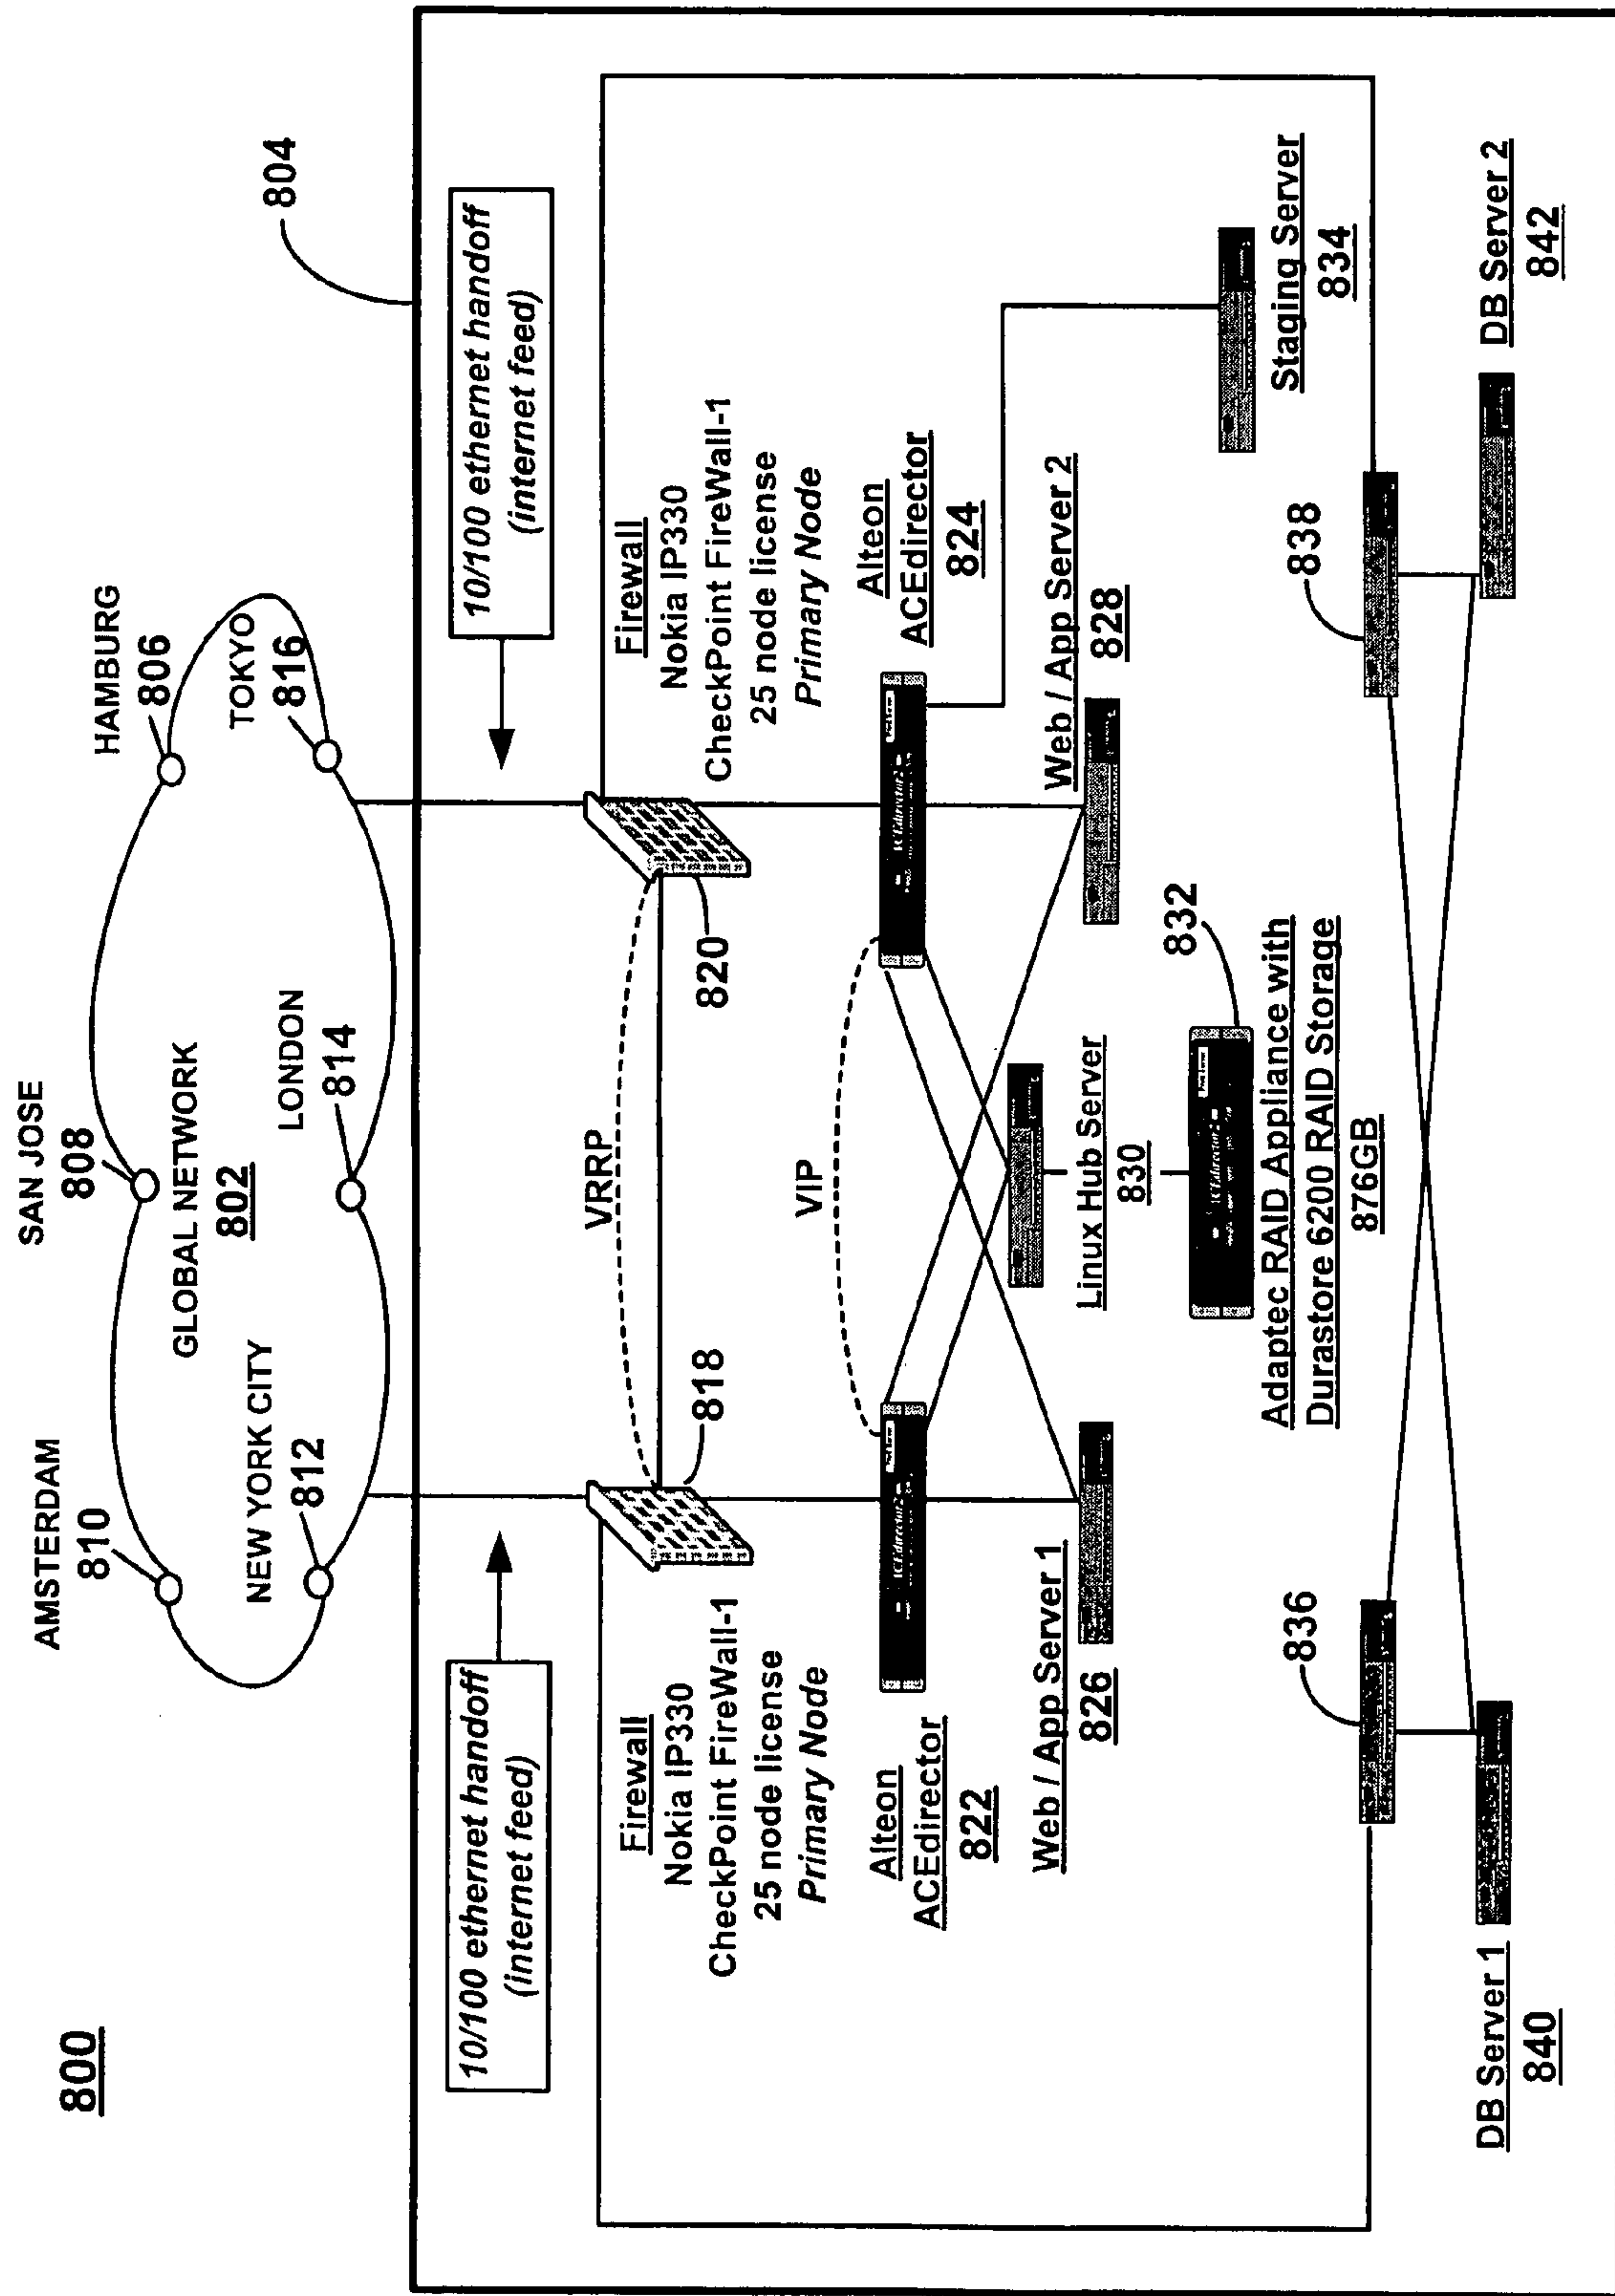 800
AMSTERDAM
810
SAN JOSE
808
HAMBURG
806
GLOBAL NETWORK
802
NEW YORK CITY
812
LONDON
814
TOKYO
816
804
10/100 ethernet handoff
(internet feed)
10/100 ethernet handoff
(internet feed)
Firewall
Nokia IP330
CheckPoint FireWall-1
25 node license
Primary Node
818
VRRP
820
Firewall
Nokia IP330
CheckPoint FireWall-1
25 node license
Primary Node
Alteon
ACEdirector
822
VIP
Alteon
ACEdirector
824
Web / App Server 1
826
Linux Hub Server
830
Web / App Server 2
828
832
Adaptec RAID Appliance with
Durastore 6200 RAID Storage
876GB
Staging Server
834
836
838
DB Server 1
840
DB Server 2
842